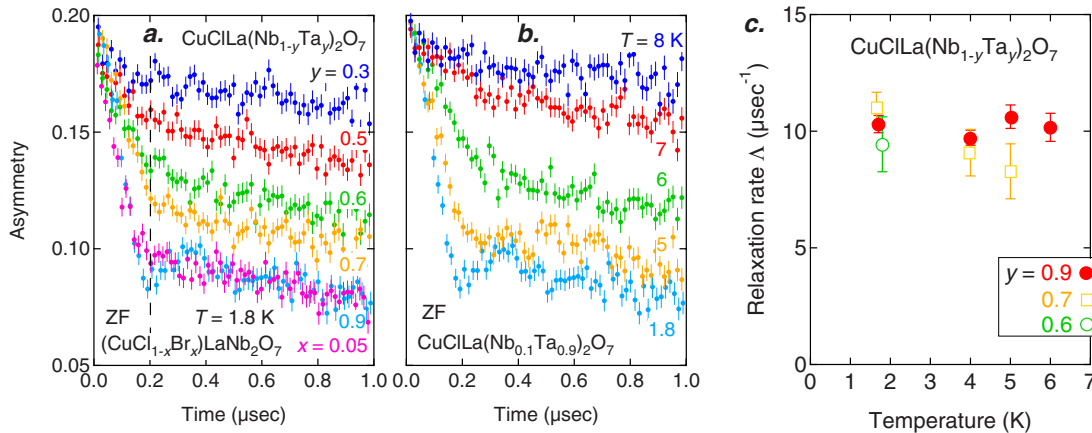 0.20
0.15
0.10
0.05
Asymmetry
a.
CuClLa(Nb1-yTay)2O7
y = 0.3
0.5
0.6
0.7
0.9
ZF
T = 1.8 K
(CuCl1-xBrx)LaNb2O7
x = 0.05
0.0 0.2 0.4 0.6 0.8 1.0
Time (μsec)
b.
T = 8 K
7
6
5
1.8
ZF
CuClLa(Nb0.1Ta0.9)2O7
0.0 0.2 0.4 0.6 0.8 1.0
Time (μsec)
c.
CuClLa(Nb1-yTay)2O7
15
10
5
0
Relaxation rate Λ (μsec-1)
y = 0.9
0.7
0.6
0 1 2 3 4 5 6 7
Temperature (K)